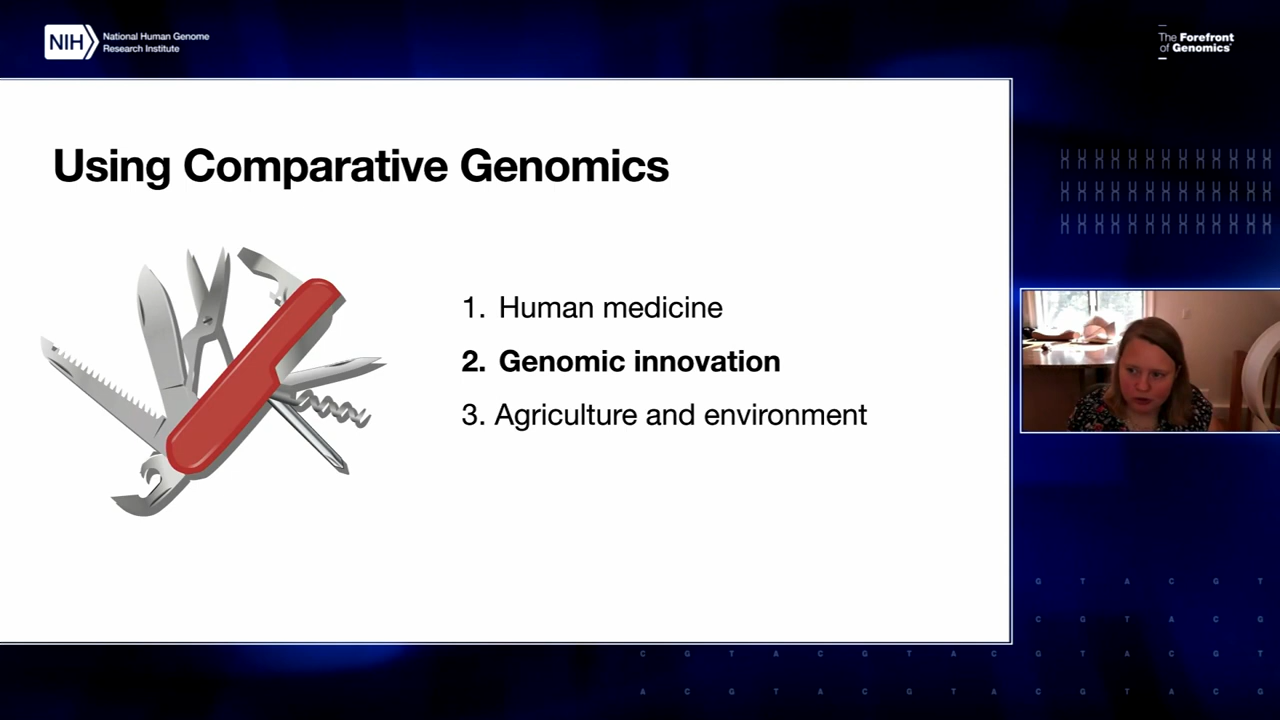 NIH
National Human Genome
Research Institute
The Forefront
of Genomics®
Using Comparative Genomics
1. Human medicine
2. Genomic innovation
3. Agriculture and environment
G T A C G T
C G T A C G
C G T A C G T A C G T A C G T
A C G T A C G T A C G T A C G